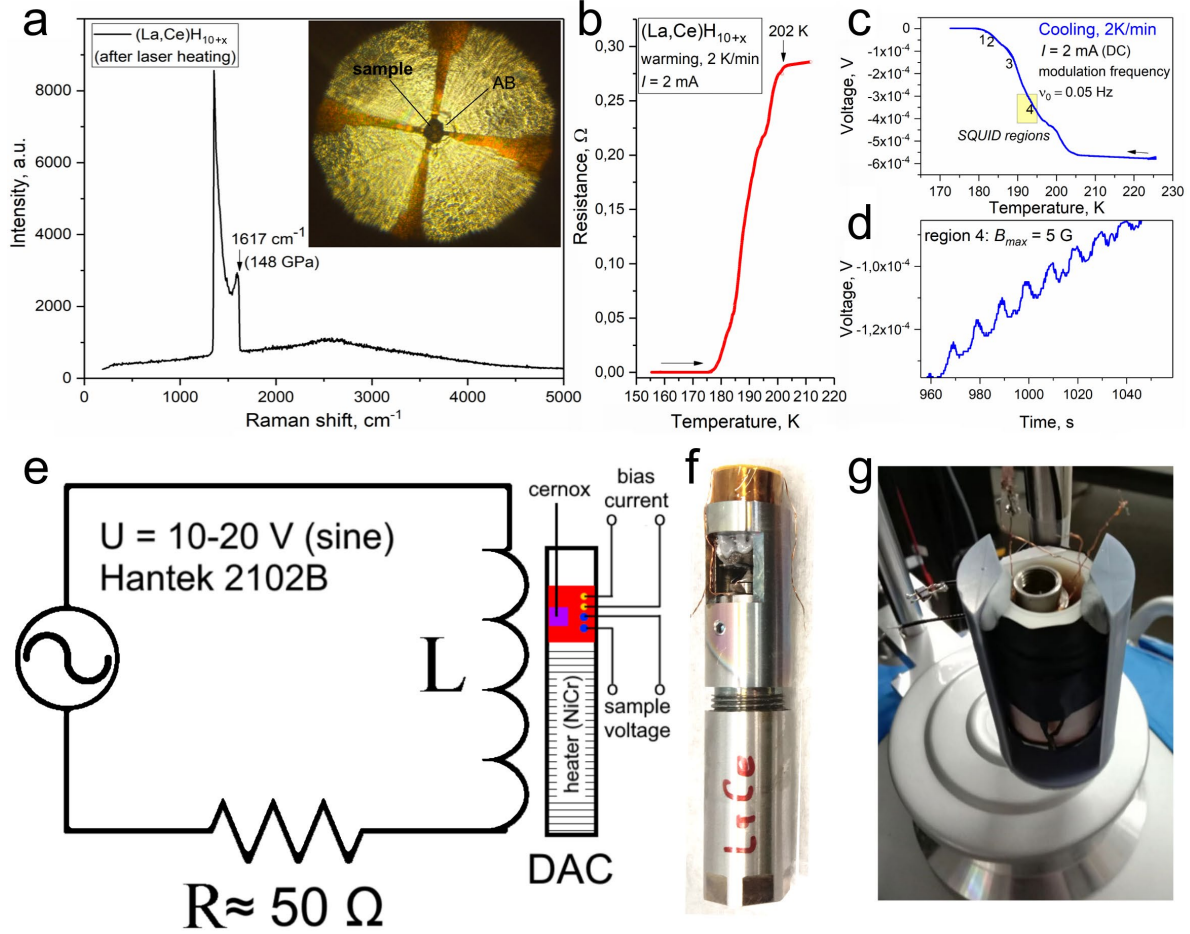 a
(La,Ce)H10+x
(after laser heating)
sample
AB
1617 cm-1
(148 GPa)
8000
6000
4000
2000
0
Intensity, a.u.
0 1000 2000 3000 4000 5000
Raman shift, cm-1
b
(La,Ce)H10+x
warming, 2 K/min
I = 2 mA
202 K
0,30
0,25
0,20
0,15
0,10
0,05
0,00
Resistance, Ω
150 160 170 180 190 200 210 220
Temperature, K
c
Cooling, 2K/min
I = 2 mA (DC)
modulation frequency
ν0 = 0.05 Hz
12
3
4
SQUID regions
0
-1x10-4
-2x10-4
-3x10-4
-4x10-4
-5x10-4
-6x10-4
Voltage, V
170 180 190 200 210 220 230
Temperature, K
d
region 4: Bmax = 5 G
-1,0x10-4
-1,2x10-4
Voltage, V
960 980 1000 1020 1040
Time, s
e
U = 10-20 V (sine)
Hantek 2102B
L
R≈ 50 Ω
cernox
bias
current
sample
voltage
heater (NiCr)
DAC
f
g